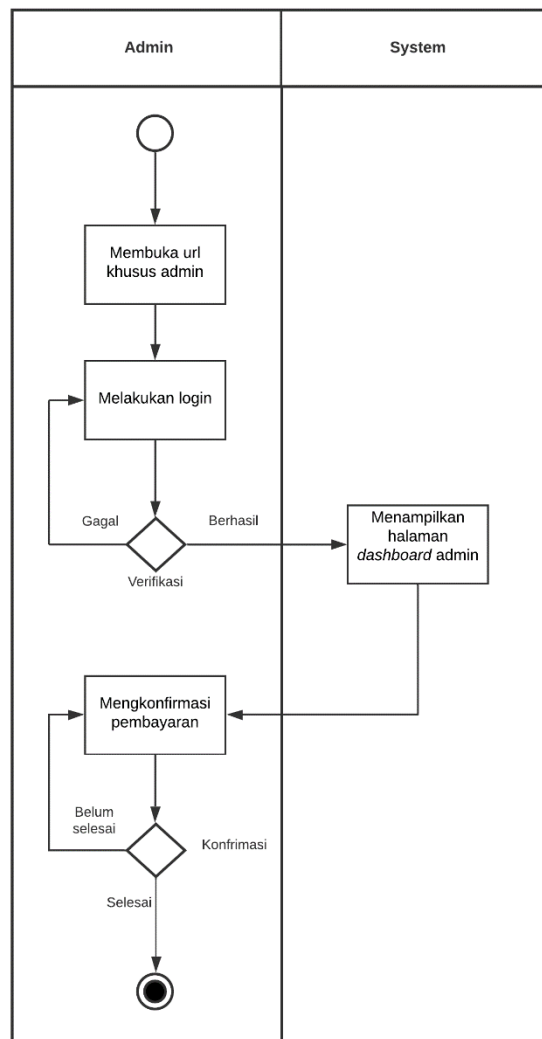 Admin
System
Membuka url
khusus admin
Melakukan login
Gagal
Berhasil
Verifikasi
Menampilkan
halaman
dashboard admin
Mengkonfirmasi
pembayaran
Belum
selesai
Konfrimasi
Selesai